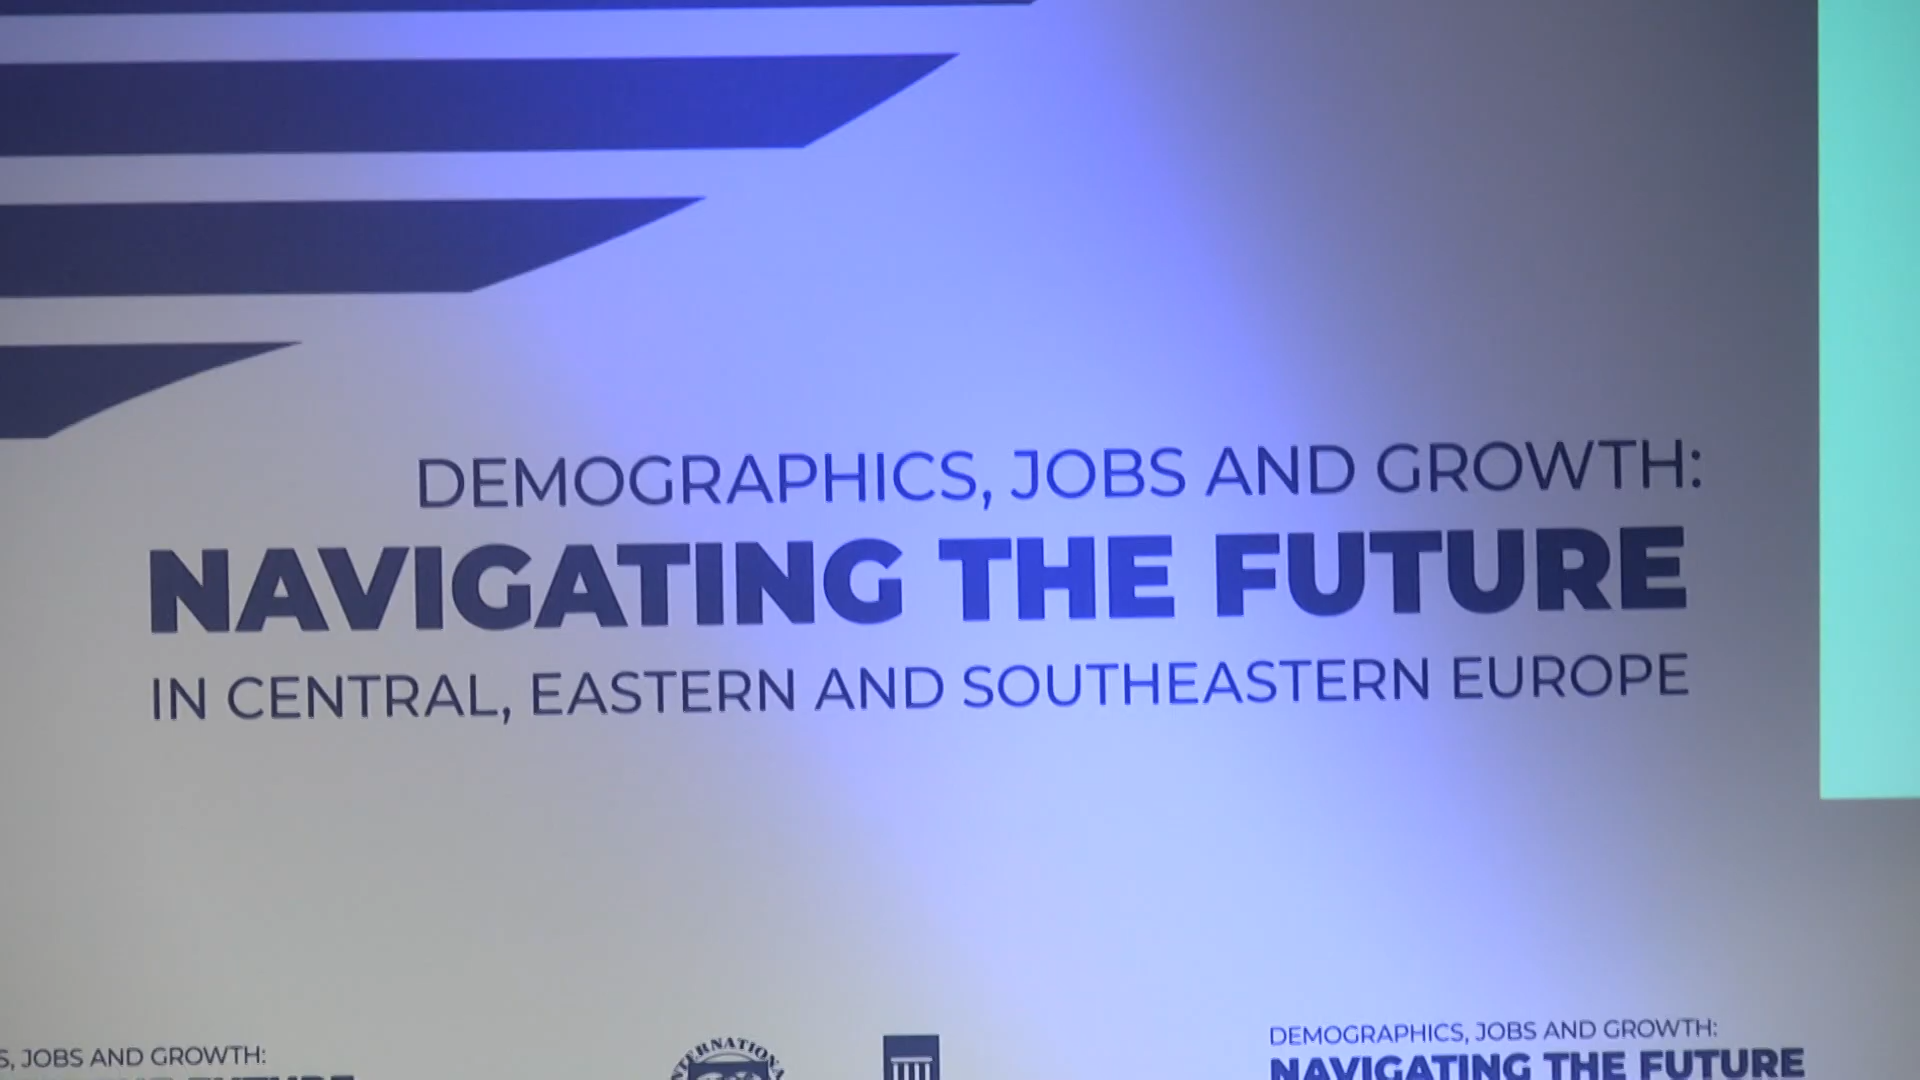 DEMOGRAPHICS, JOBS AND GROWTH:
NAVIGATING THE FUTURE
IN CENTRAL, EASTERN AND SOUTHEASTERN EUROPE
JOBS AND GROWTH:
DEMOGRAPHICS, JOBS AND GROWTH:
NAVIGATING THE FUTURE